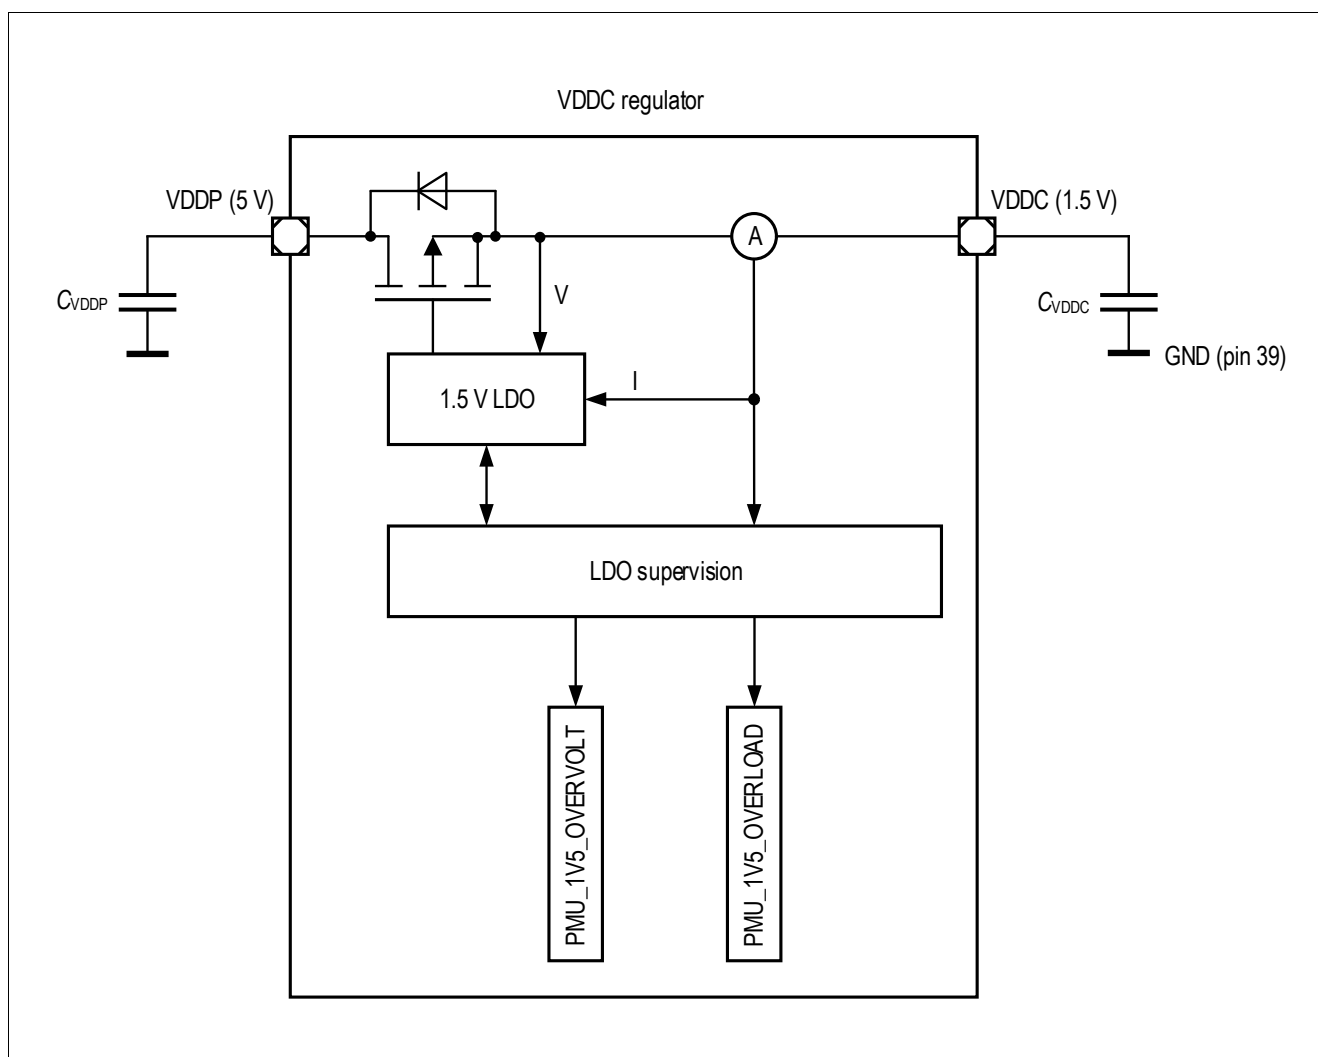 VDDC regulator
VDDP (5 V)
VDDC (1.5 V)
A
CVDDP
V
CVDDC
GND (pin 39)
I
1.5 V LDO
LDO supervision
PMU_1V5_OVERVOLT
PMU_1V5_OVERLOAD